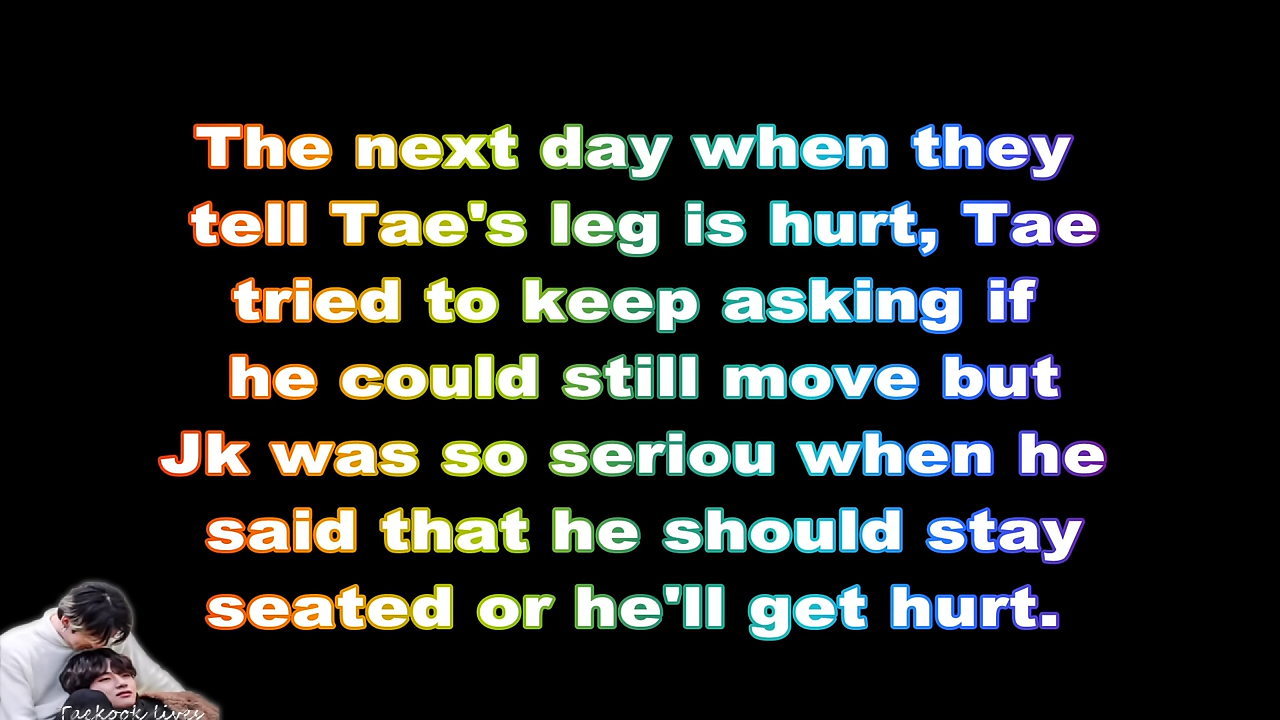 The next day when they
tell Tae's leg is hurt, Tae
tried to keep asking if
he could still move but
Jk was so seriou when he
said that he should stay
seated or he'll get hurt.
Taekook lives